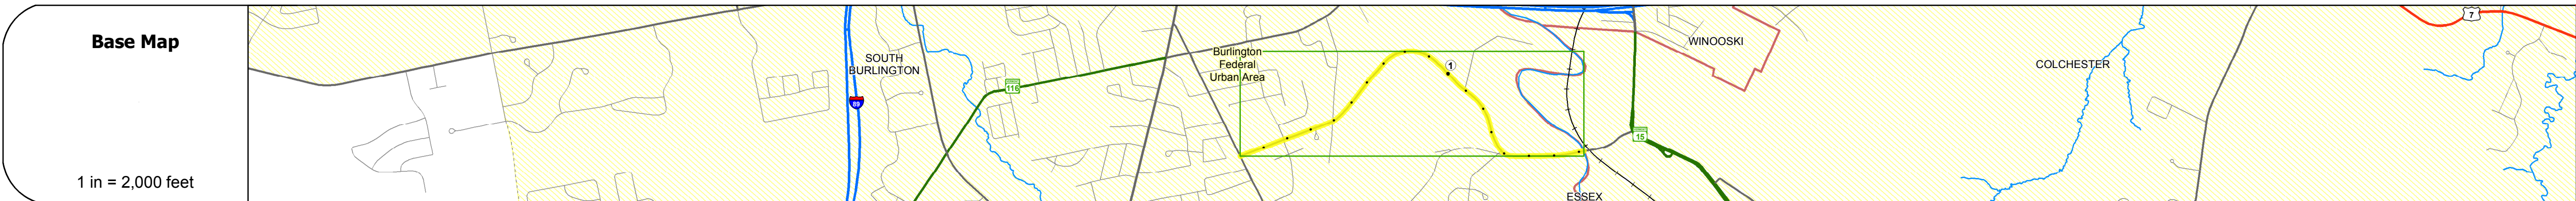 Base Map
1 in = 2,000 feet
SOUTH
BURLINGTON
89
116
Burlington
Federal
Urban Area
1
WINOOSKI
15
ESSEX
COLCHESTER
7